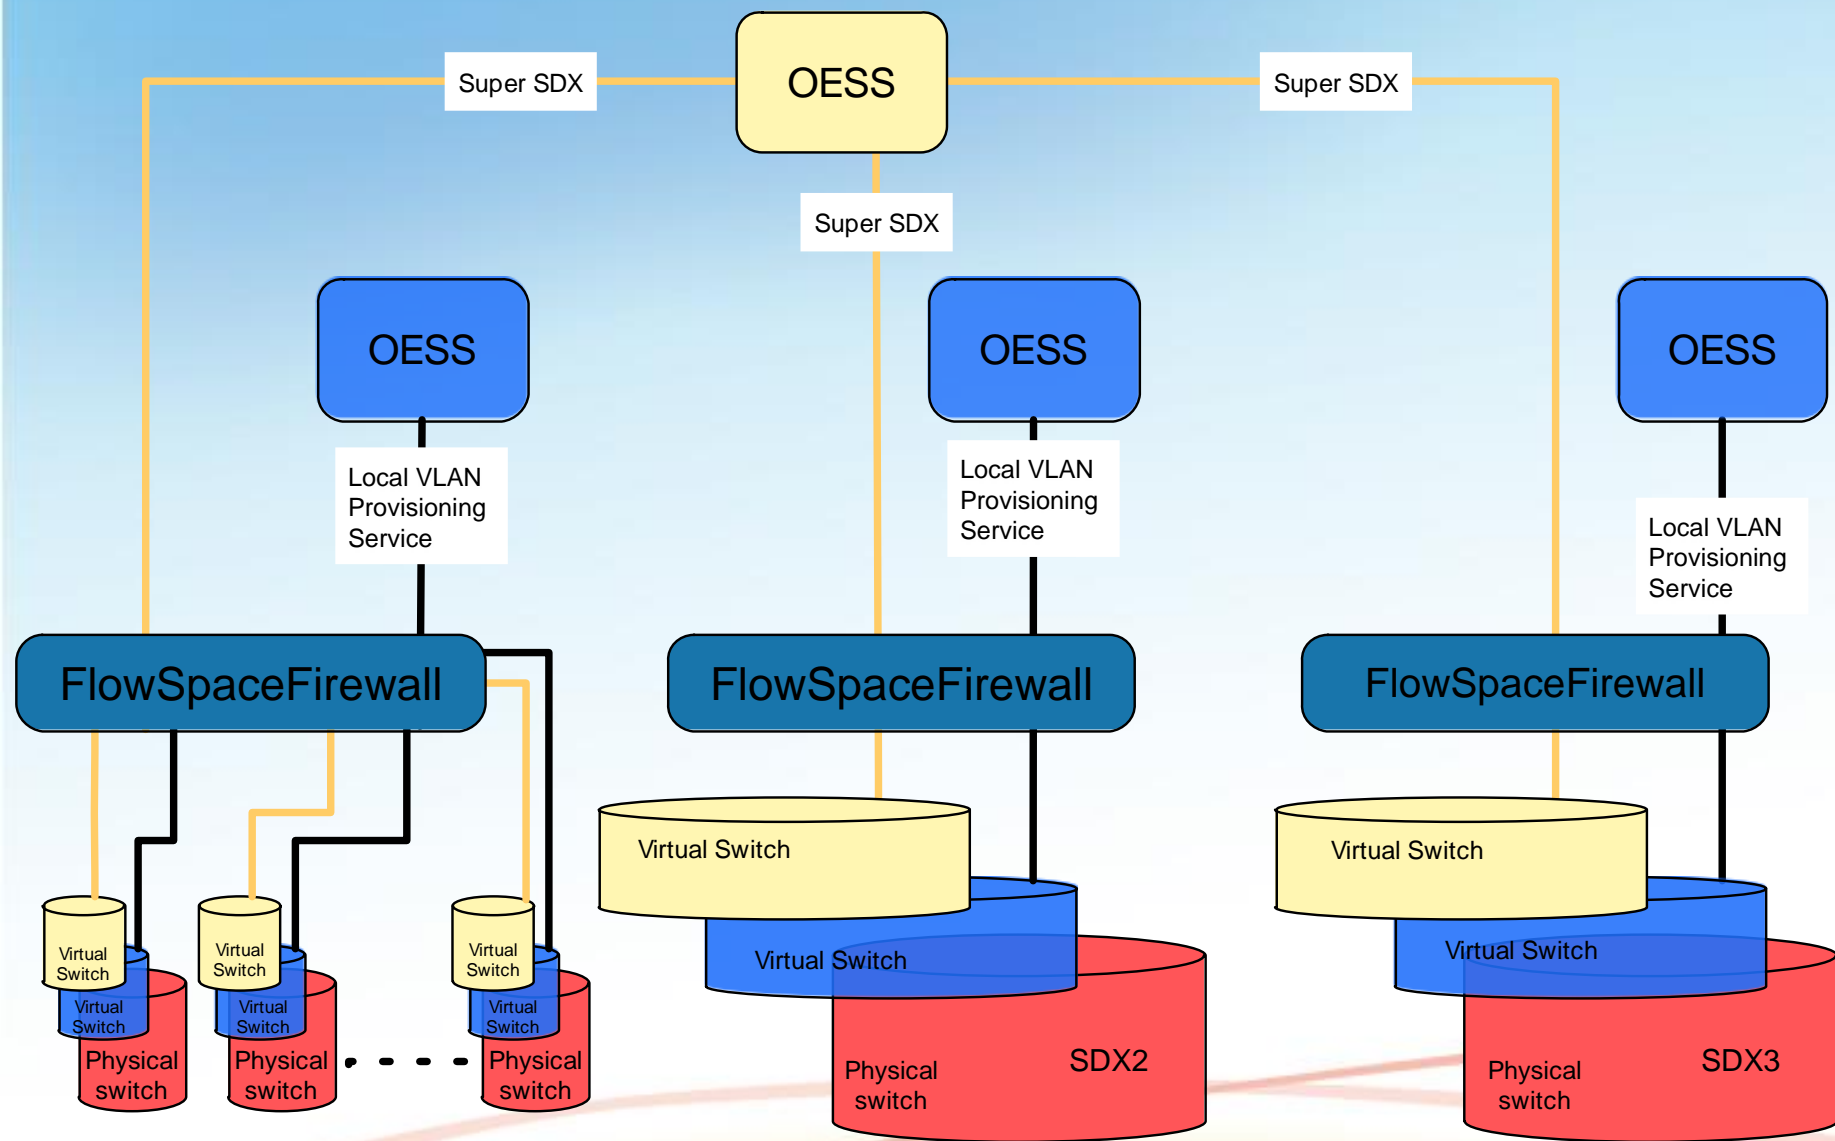 OESS
Super SDX
Super SDX
Super SDX
OESS
OESS
OESS
Local VLAN
Provisioning
Service
Local VLAN
Provisioning
Service
Local VLAN
Provisioning
Service
FlowSpaceFirewall
FlowSpaceFirewall
FlowSpaceFirewall
Virtual
Switch
Virtual
Switch
Physical
switch
Virtual
Switch
Virtual
Switch
Physical
switch
Virtual
Switch
Virtual
Switch
Physical
switch
Virtual Switch
Virtual Switch
Physical
switch
SDX2
Virtual Switch
Virtual Switch
Physical
switch
SDX3